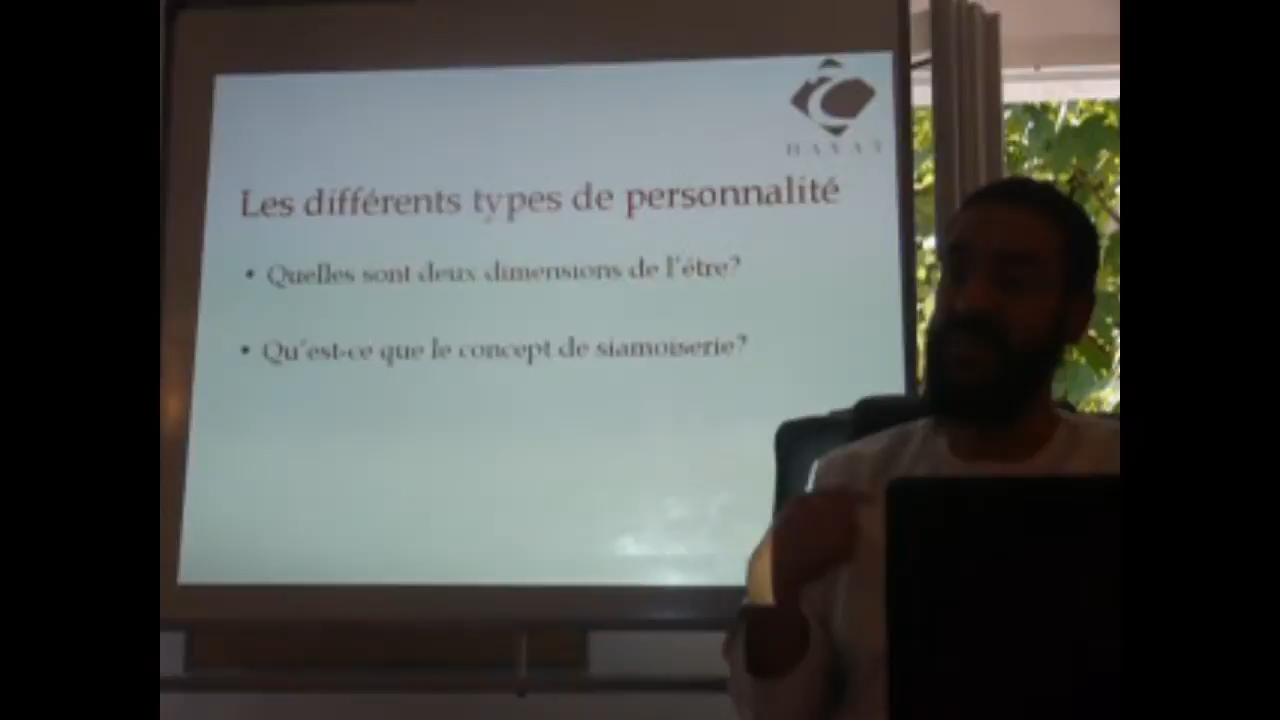 HAYAT
Les différents types de personnalité
• Quelles sont deux dimensions de l'être?
• Qu'est-ce que le concept de siamoiserie?